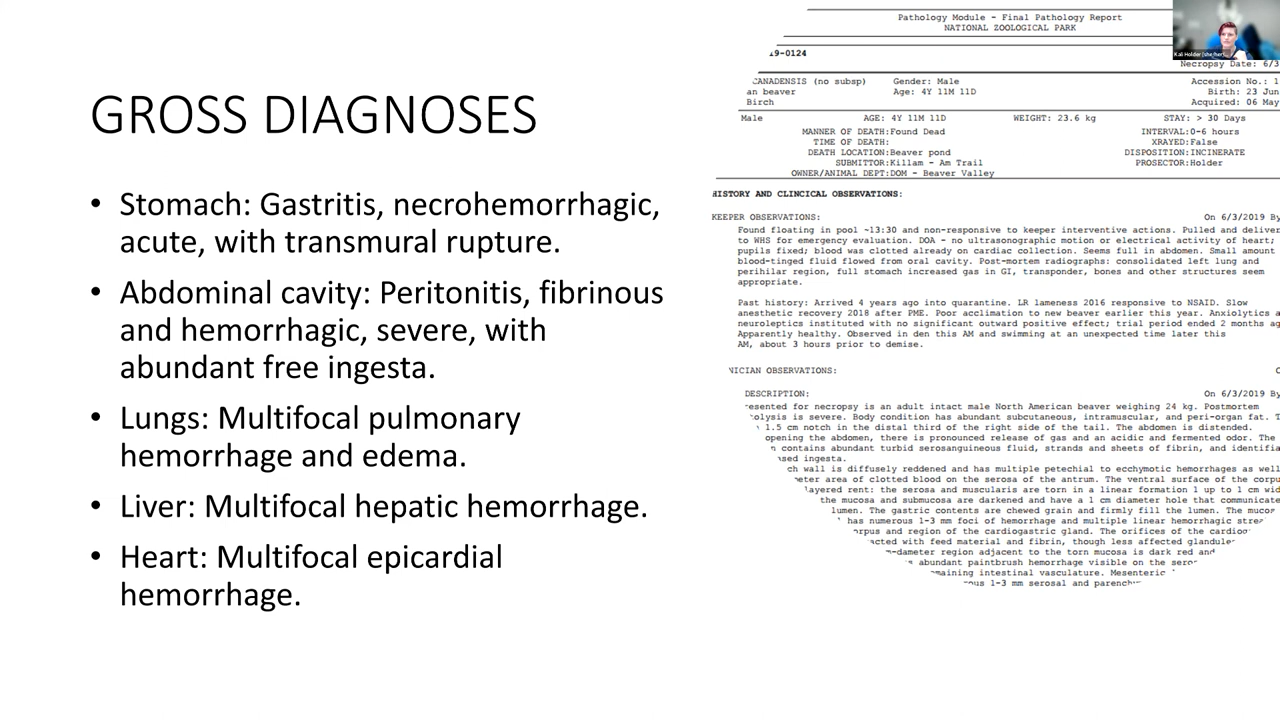 GROSS DIAGNOSES
• Stomach: Gastritis, necrohemorrhagic,
acute, with transmural rupture.
• Abdominal cavity: Peritonitis, fibrinous
and hemorrhagic, severe, with
abundant free ingesta.
• Lungs: Multifocal pulmonary
hemorrhage and edema.
• Liver: Multifocal hepatic hemorrhage.
• Heart: Multifocal epicardial
hemorrhage.
Pathology Module - Final Pathology Report
NATIONAL ZOOLOGICAL PARK
19-0124
Necropsy Date: 6/3
CANADENSIS (no subsp) Gender: Male Accession No.: 1
an beaver Age: 4Y 11M 11D Birth: 23 Jun
Birch Acquired: 06 May
Male AGE: 4Y 11M 11D WEIGHT: 23.6 kg STAY: > 30 Days
MANNER OF DEATH:Found Dead INTERVAL:0-6 hours
TIME OF DEATH: XRAYED:False
DEATH LOCATION:Beaver pond DISPOSITION:INCINERATE
SUBMITTOR:Killam - Am Trail PROSECTOR:Holder
OWNER/ANIMAL DEPT:DOM - Beaver Valley
HISTORY AND CLINCICAL OBSERVATIONS:
KEEPER OBSERVATIONS: On 6/3/2019 By
Found floating in pool ~13:30 and non-responsive to keeper interventive actions. Pulled and deliver
to WHS for emergency evaluation. DOA - no ultrasonographic motion or electrical activity of heart;
pupils fixed; blood was clotted already on cardiac collection. Seems full in abdomen. Small amount
blood-tinged fluid flowed from oral cavity. Post-mortem radiographs: consolidated left lung and
perihilar region, full stomach increased gas in GI, transponder, bones and other structures seem
appropriate.
Past history: Arrived 4 years ago into quarantine. LR lameness 2016 responsive to NSAID. Slow
anesthetic recovery 2018 after PME. Poor acclimation to new beaver earlier this year. Anxiolytics a
neuroleptics instituted with no significant outward positive effect; trial period ended 2 months ag
Apparently healthy. Observed in den this AM and swimming at an unexpected time later this
AM, about 3 hours prior to demise.
NICIAN OBSERVATIONS:
DESCRIPTION: On 6/3/2019 By
esented for necropsy is an adult intact male North American beaver weighing 24 kg. Postmortem
tolysis is severe. Body condition has abundant subcutaneous, intramuscular, and peri-organ fat. T
1.5 cm notch in the distal third of the right side of the tail. The abdomen is distended.
opening the abdomen, there is pronounced release of gas and an acidic and fermented odor. The
n contains abundant turbid serosanguineous fluid, strands and sheets of fibrin, and identifia
ased ingesta.
ch wall is diffusely reddened and has multiple petechial to ecchymotic hemorrhages as well
meter area of clotted blood on the serosa of the antrum. The ventral surface of the corpu
layered rent: the serosa and muscularis are torn in a linear formation 1 up to 1 cm wid
the mucosa and submucosa are darkened and have a 1 cm diameter hole that communicate
lumen. The gastric contents are chewed grain and firmly fill the lumen. The mucos
has numerous 1-3 mm foci of hemorrhage and multiple linear hemorrhagic strea
orpus and region of the cardiogastric gland. The orifices of the cardiog
acted with feed material and fibrin, though less affected glandule
m-diameter region adjacent to the torn mucosa is dark red and
abundant paintbrush hemorrhage visible on the seros
emaining intestinal vasculature. Mesenteric
ous 1-3 mm serosal and parenchy